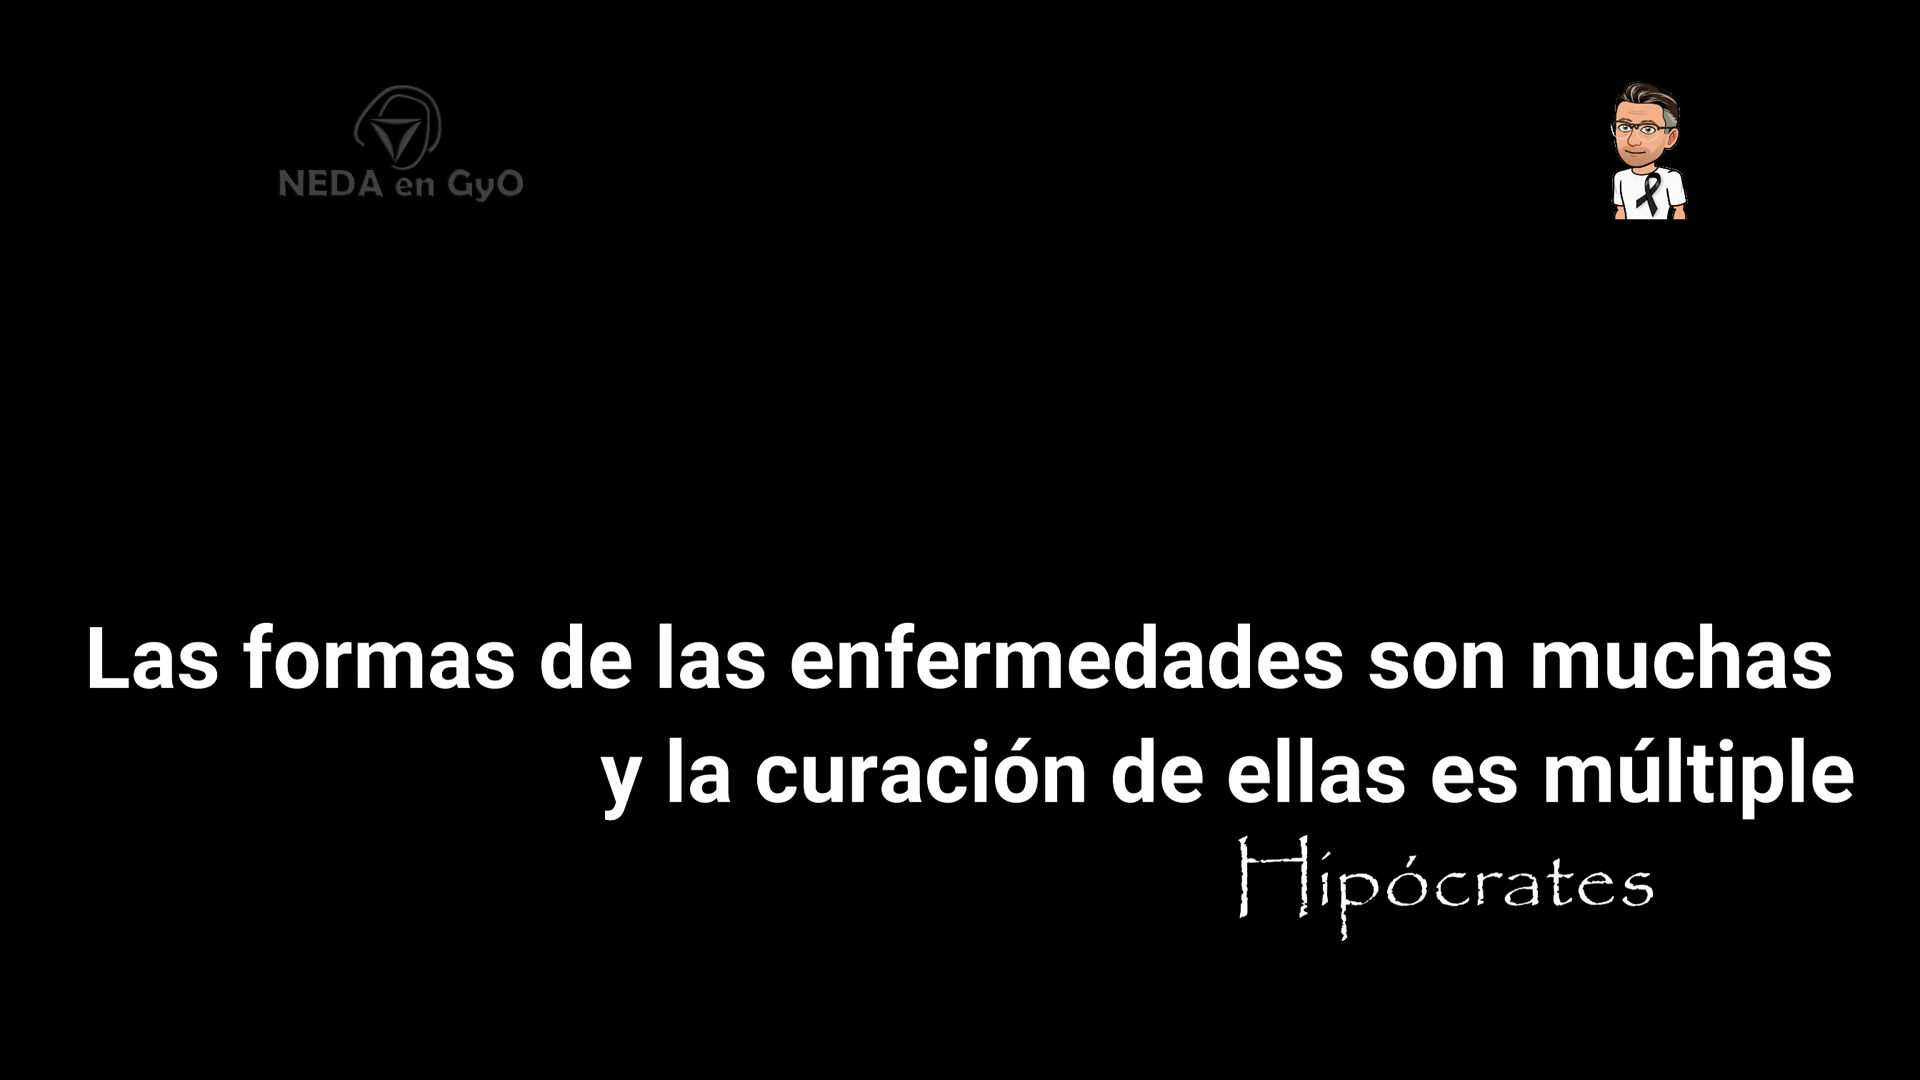 NEDA en GyO
Las formas de las enfermedades son muchas
y la curación de ellas es múltiple
Hipócrates